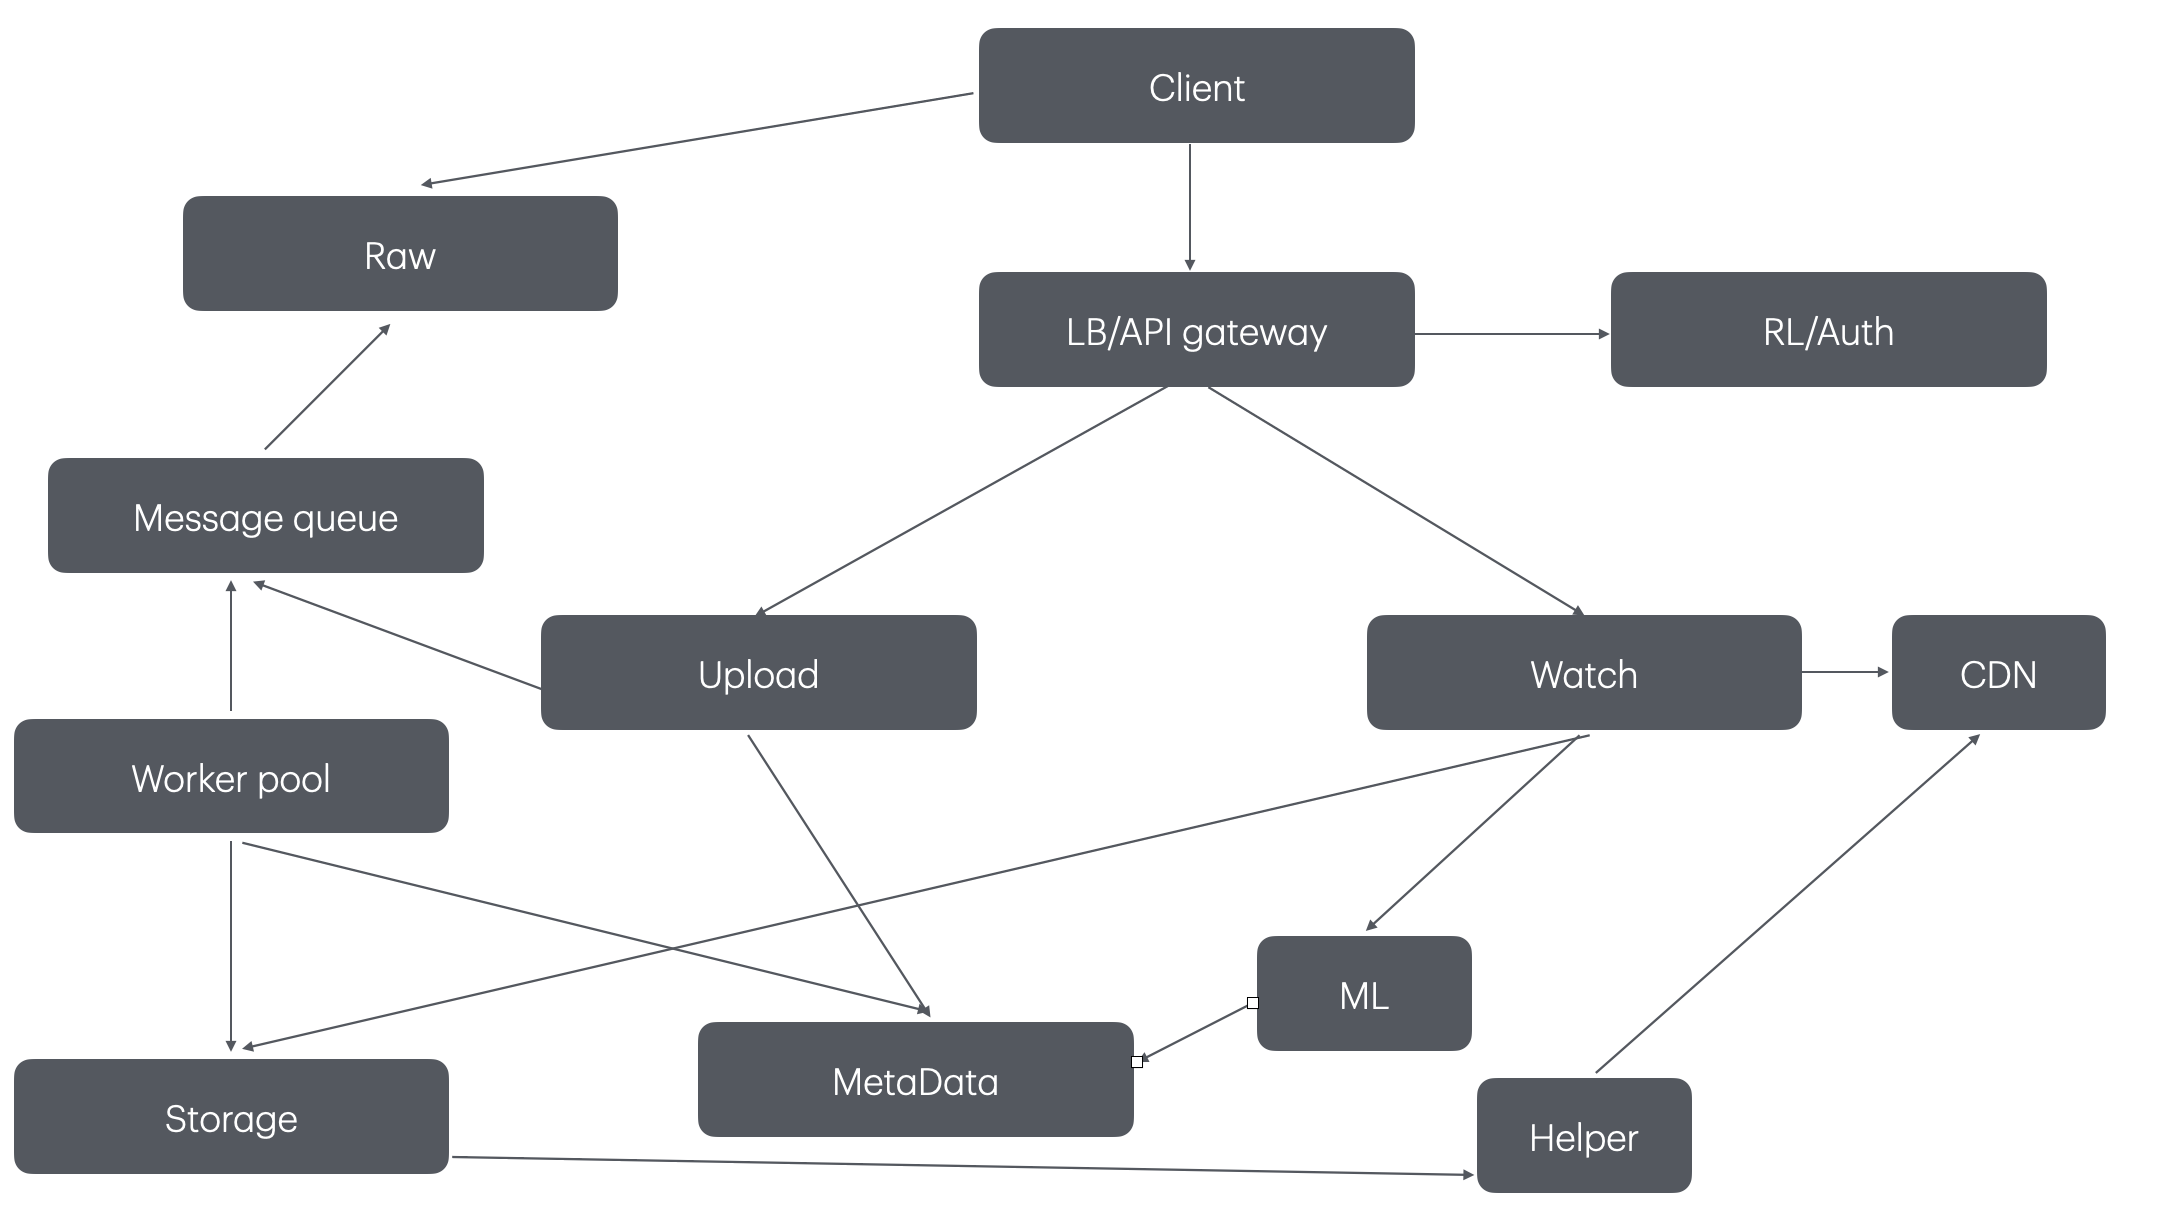 Client
Raw
LB/API gateway
RL/Auth
Message queue
Upload
Watch
CDN
Worker pool
ML
MetaData
Storage
Helper